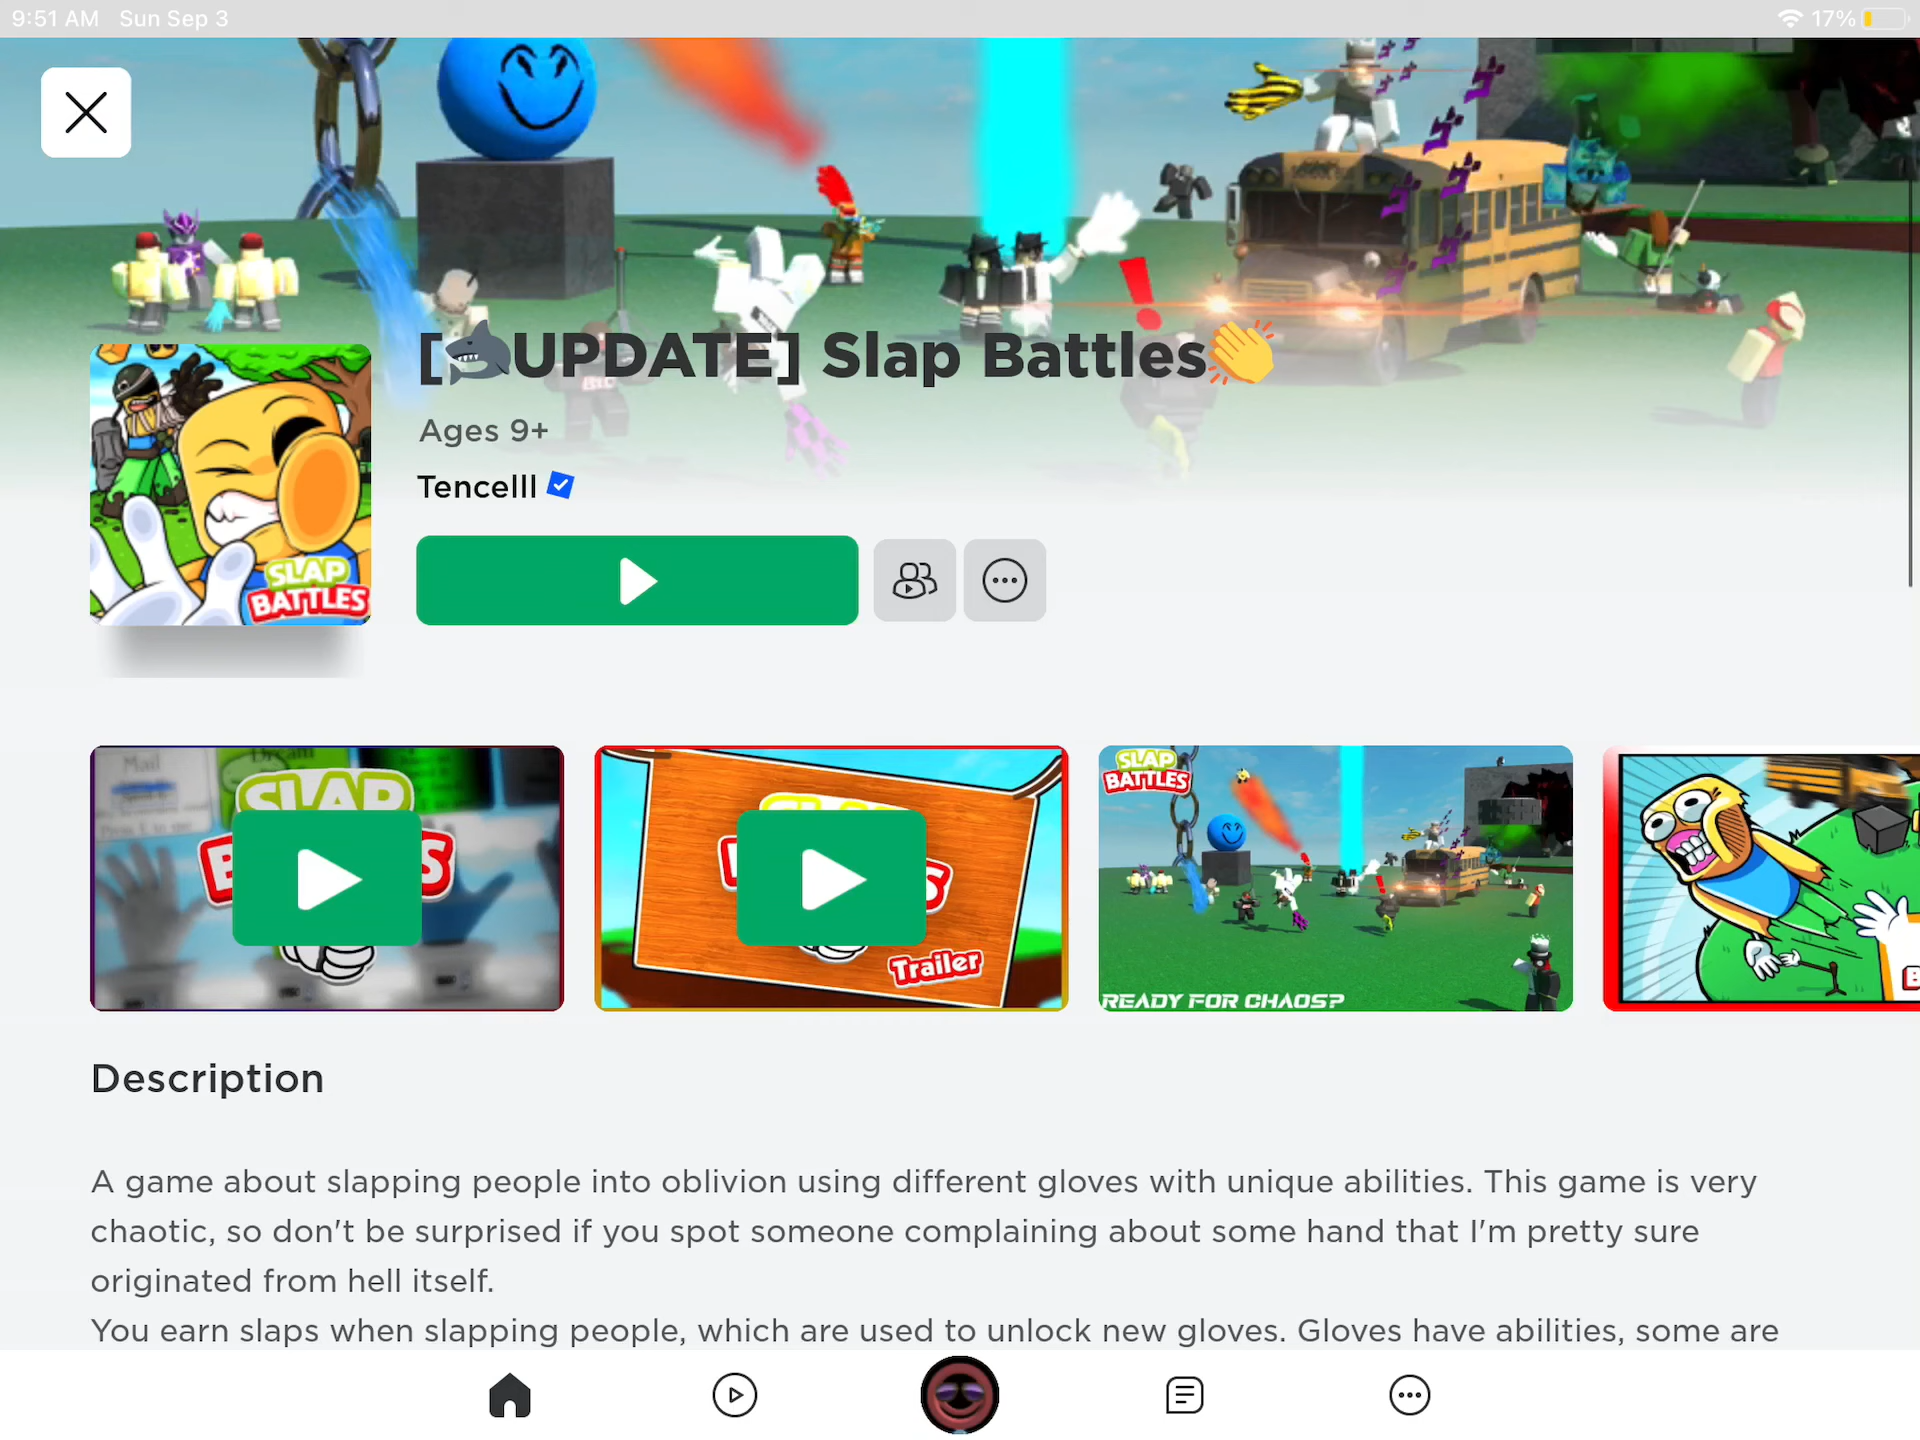 9:51 AM Sun Sep 3
17%
[🦈UPDATE] Slap Battles👏
Ages 9+
Tencelll
SLAP
BATTLES
SLAP
Trailer
SLAP
BATTLES
READY FOR CHAOS?
Description
A game about slapping people into oblivion using different gloves with unique abilities. This game is very
chaotic, so don't be surprised if you spot someone complaining about some hand that I'm pretty sure
originated from hell itself.
You earn slaps when slapping people, which are used to unlock new gloves. Gloves have abilities, some are